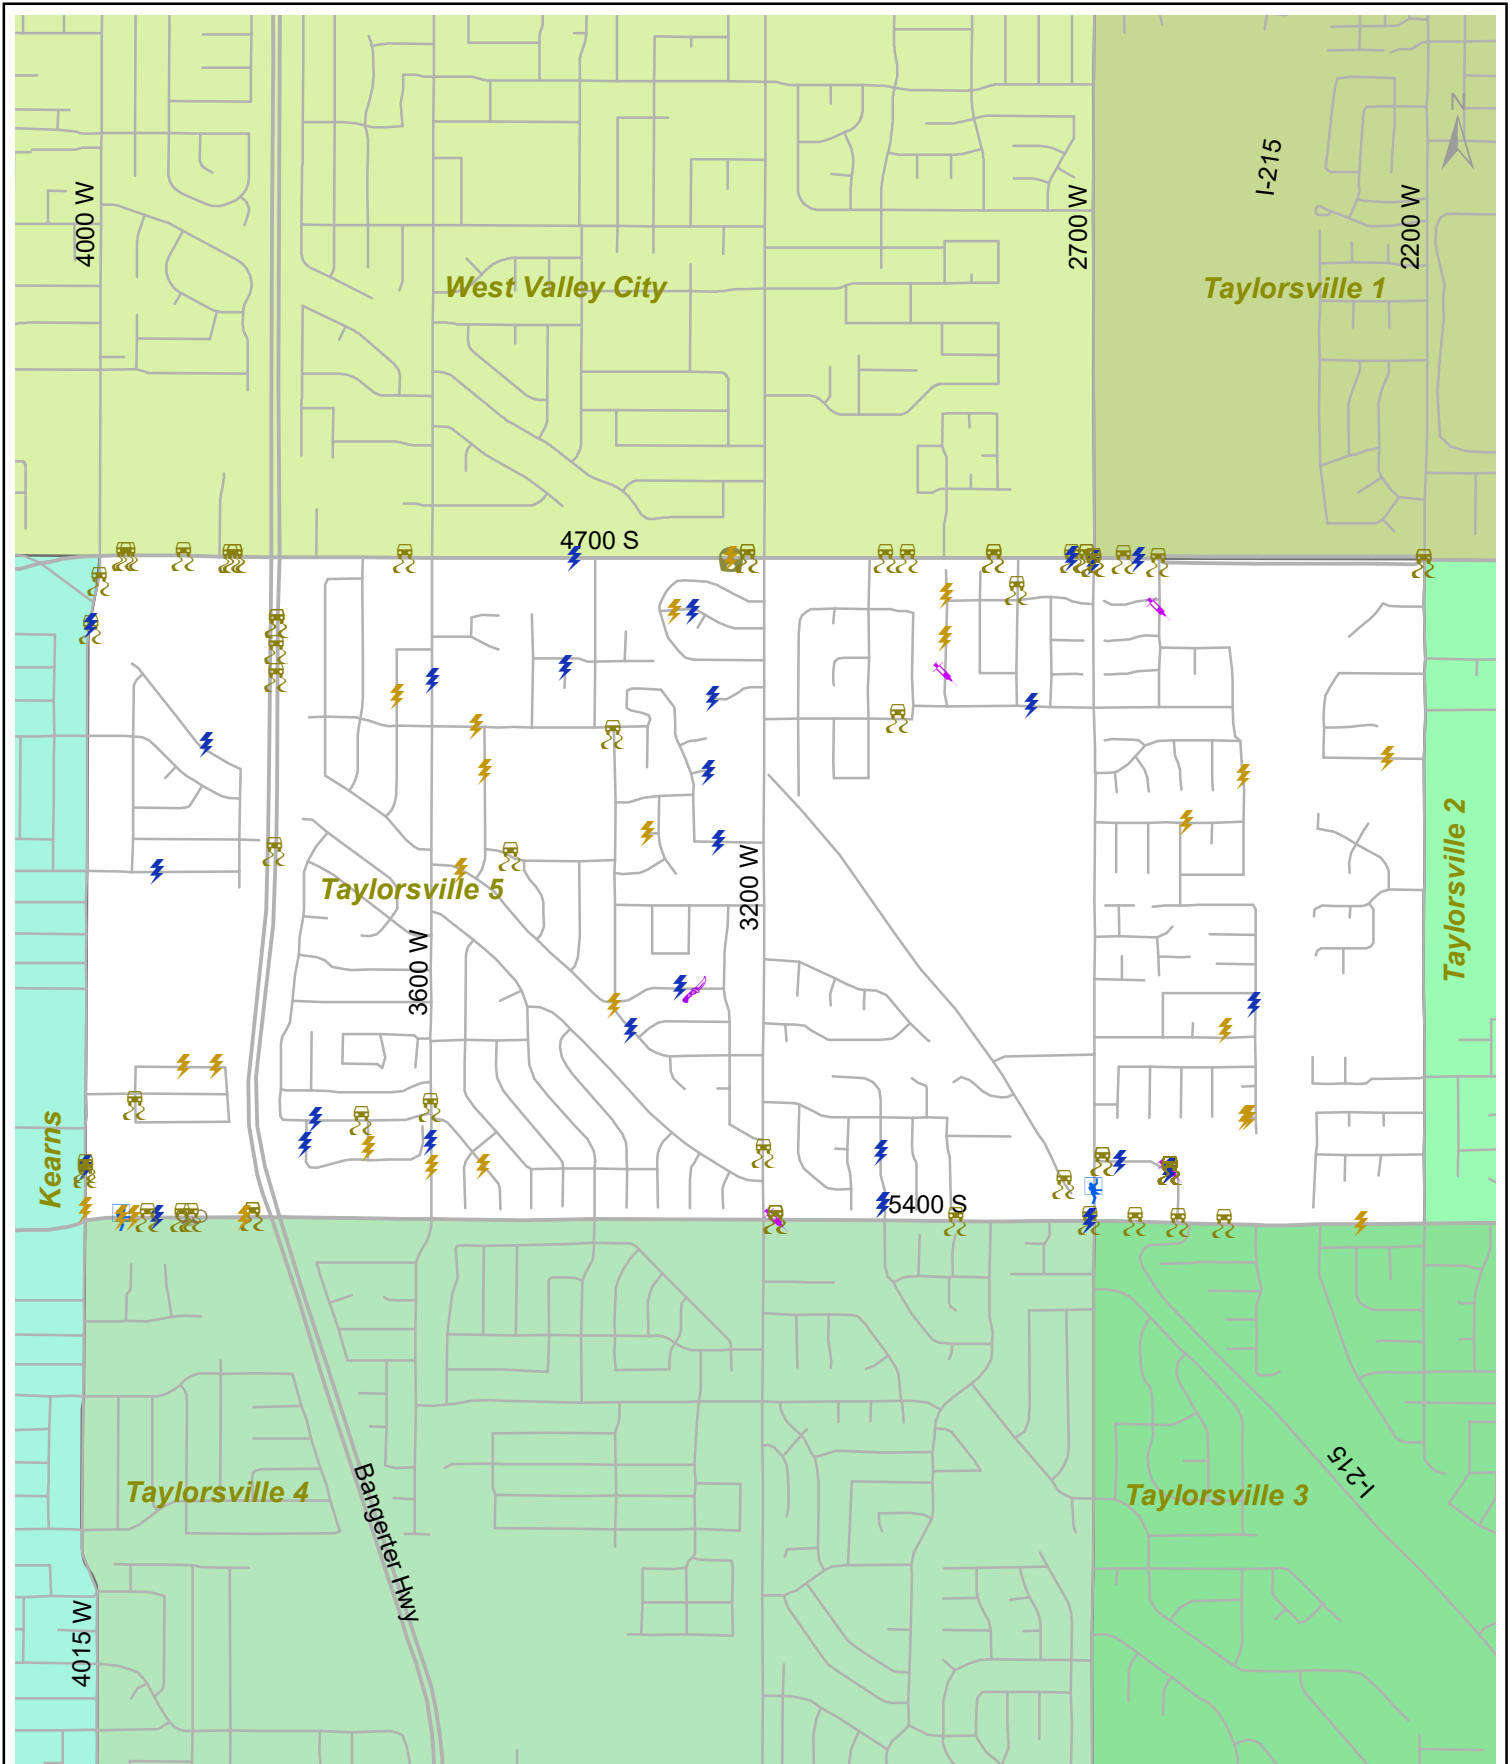 N
I-215
4000 W
2700 W
2200 W
West Valley City
Taylorsville 1
4700 S
Taylorsville 2
3200 W
Taylorsville 5
3600 W
Kearns
5400 S
Taylorsville 4
Taylorsville 3
I-215
Bangerter Hwy
4015 W